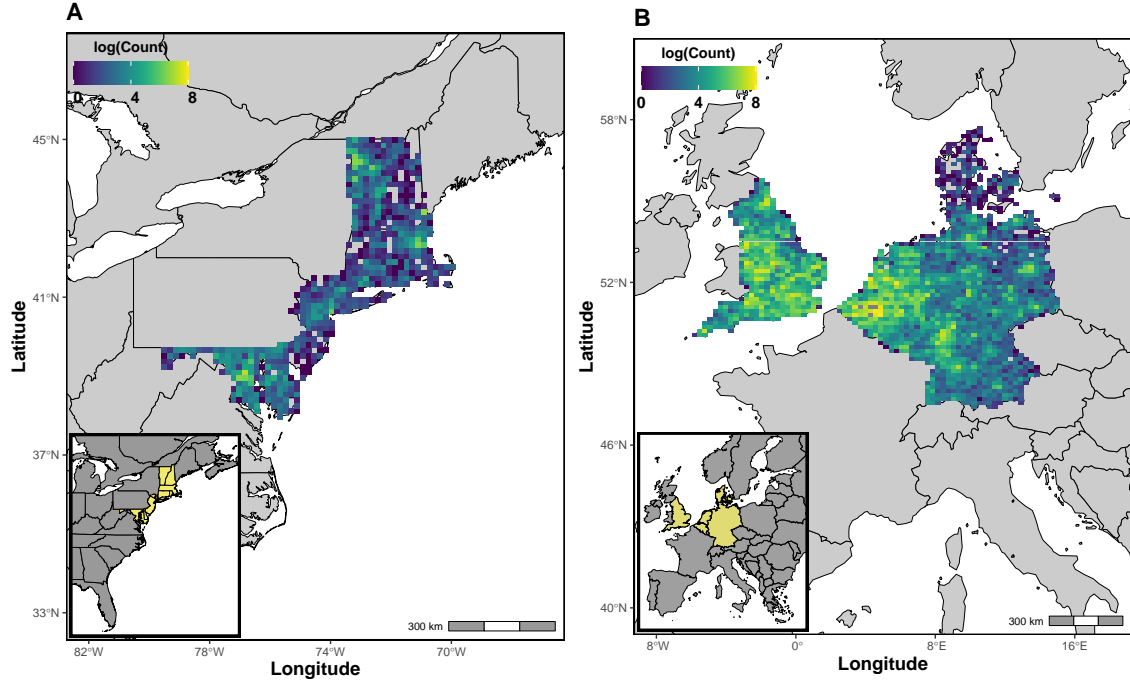 A
log(Count)
0 4 8
45°N
41°N
37°N
33°N
Latitude
300 km
82°W 78°W 74°W 70°W
Longitude
B
log(Count)
0 4 8
58°N
52°N
46°N
40°N
Latitude
300 km
8°W 0° 8°E 16°E
Longitude